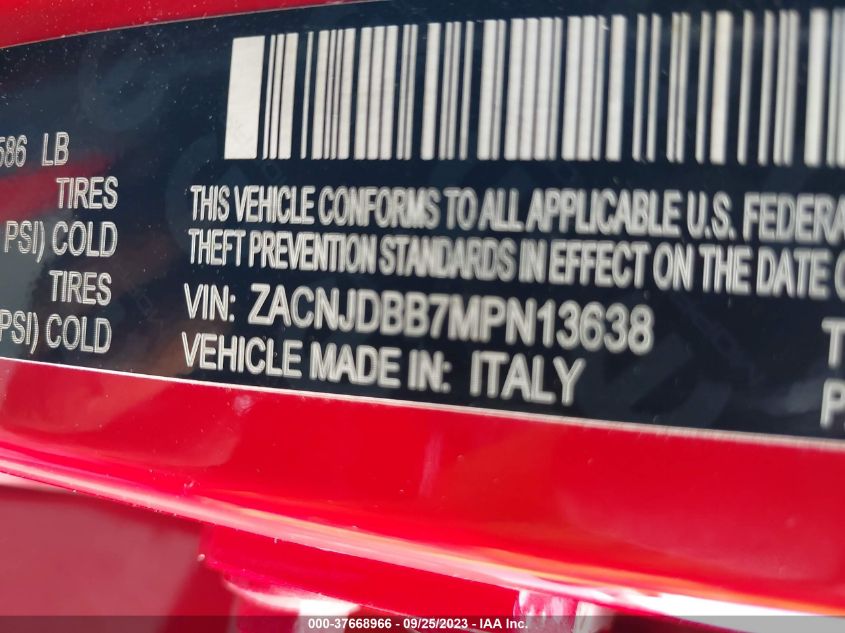 586 LB
TIRES
PSI) COLD
TIRES
PSI) COLD
THIS VEHICLE CONFORMS TO ALL APPLICABLE U.S. FEDERA
THEFT PREVENTION STANDARDS IN EFFECT ON THE DATE O
VIN: ZACNJDBB7MPN13638
VEHICLE MADE IN: ITALY
T
P
000-37668966 - 09/25/2023 - IAA Inc.